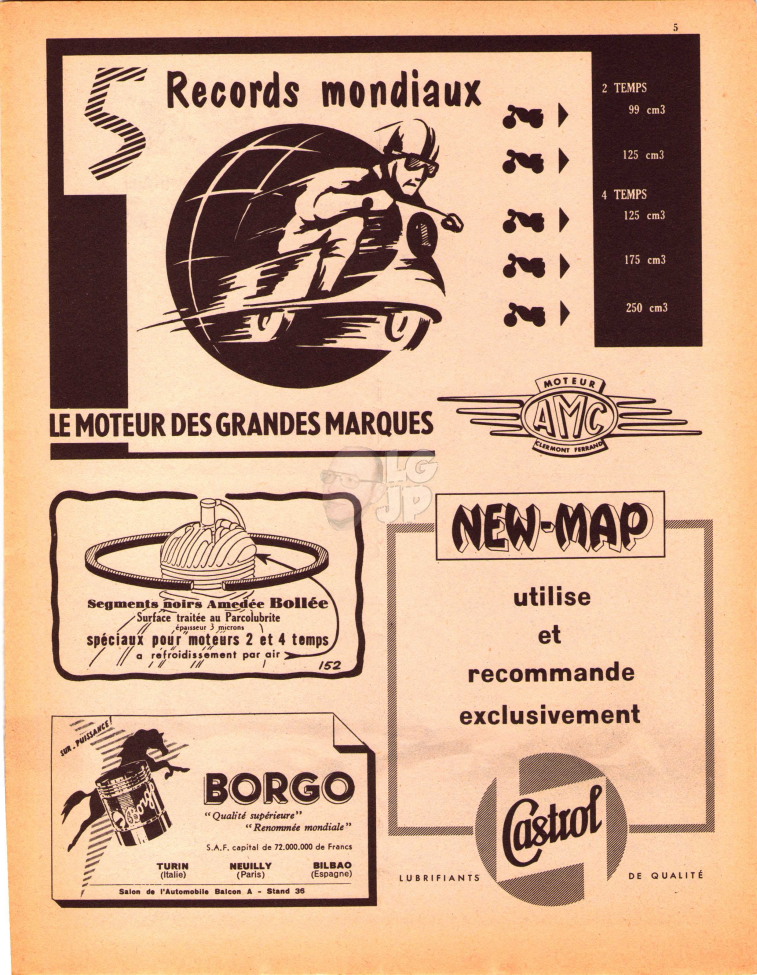 5
5 Records mondiaux
2 TEMPS
99 cm3
125 cm3
4 TEMPS
125 cm3
175 cm3
250 cm3
LE MOTEUR DES GRANDES MARQUES
MOTEUR
AMC
CLERMONT FERRAND
LG
JP
Segments noirs Amedée Bollée
Surface traitée au Parcolubrite
épaisseur 3 microns
spéciaux pour moteurs 2 et 4 temps
a refroidissement par air
152
NEW-MAP
utilise
et
recommande
exclusivement
Castrol
LUBRIFIANTS DE QUALITÉ
SUR-PUISSANCE!
Borgo
BORGO
"Qualité supérieure"
"Renommée mondiale"
S.A.F. capital de 72.000.000 de Francs
TURIN NEUILLY BILBAO
(Italie) (Paris) (Espagne)
Salon de l'Automobile Balcon A - Stand 36